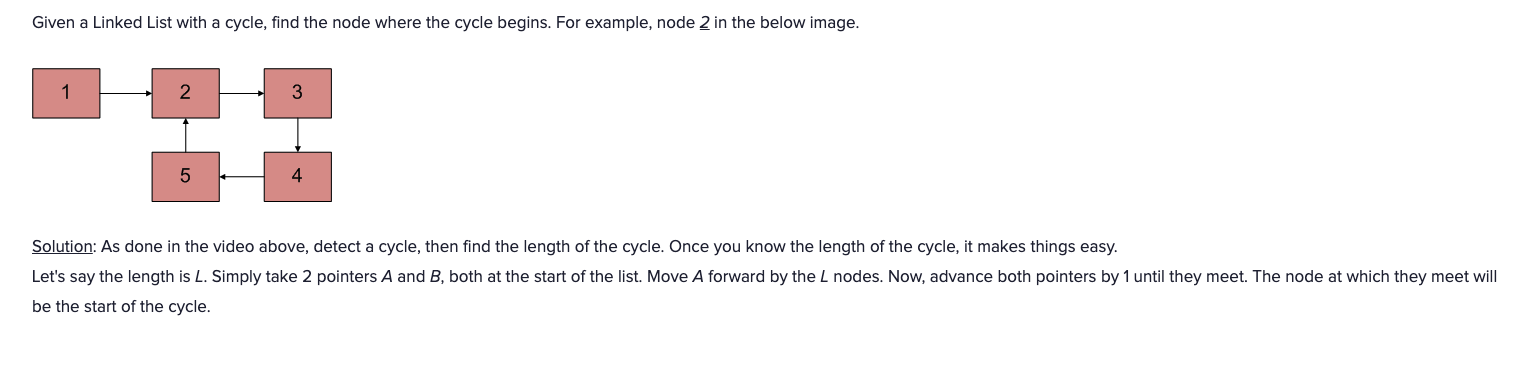 Given a Linked List with a cycle, find the node where the cycle begins. For example, node 2 in the below image.
1 2 3
5 4
Solution: As done in the video above, detect a cycle, then find the length of the cycle. Once you know the length of the cycle, it makes things easy.
Let's say the length is L. Simply take 2 pointers A and B, both at the start of the list. Move A forward by the L nodes. Now, advance both pointers by 1 until they meet. The node at which they meet will
be the start of the cycle.